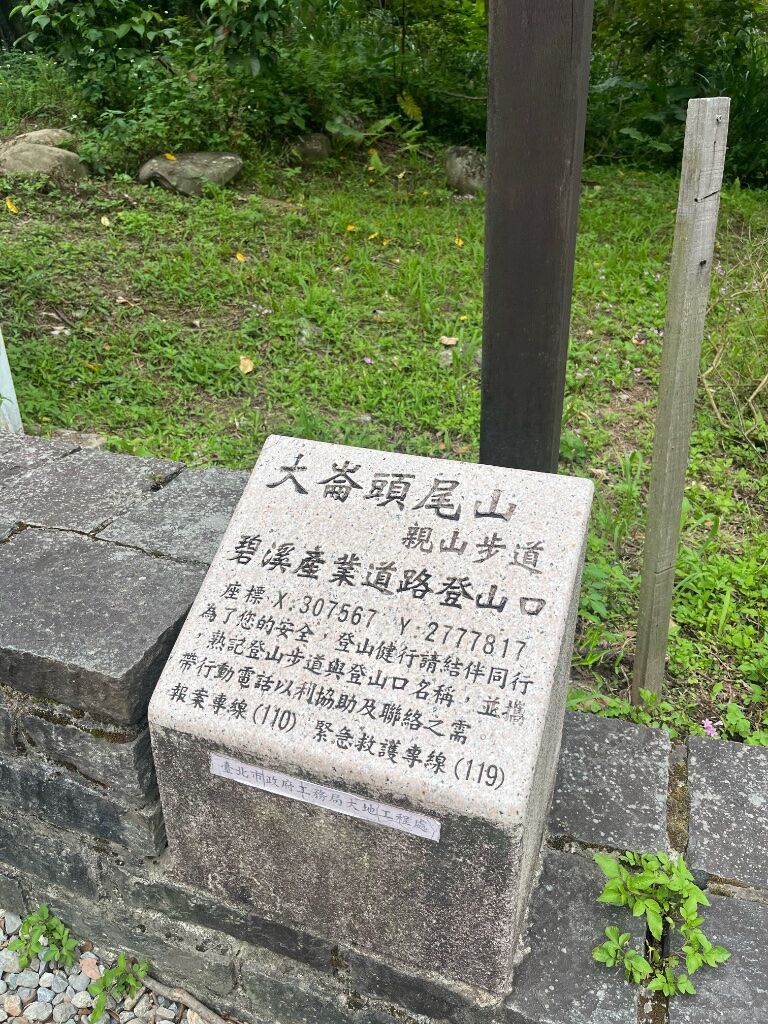 大崙頭尾山
親山步道
碧溪產業道路登山口
座標X:307567 Y:2777817
為了您的安全,登山健行請結伴同行
,熟記登山步道與登山口名稱,並攜
帶行動電話以利協助及聯絡之需。
報案專線(110) 緊急救護專線(119)
臺北市政府工務局大地工程處